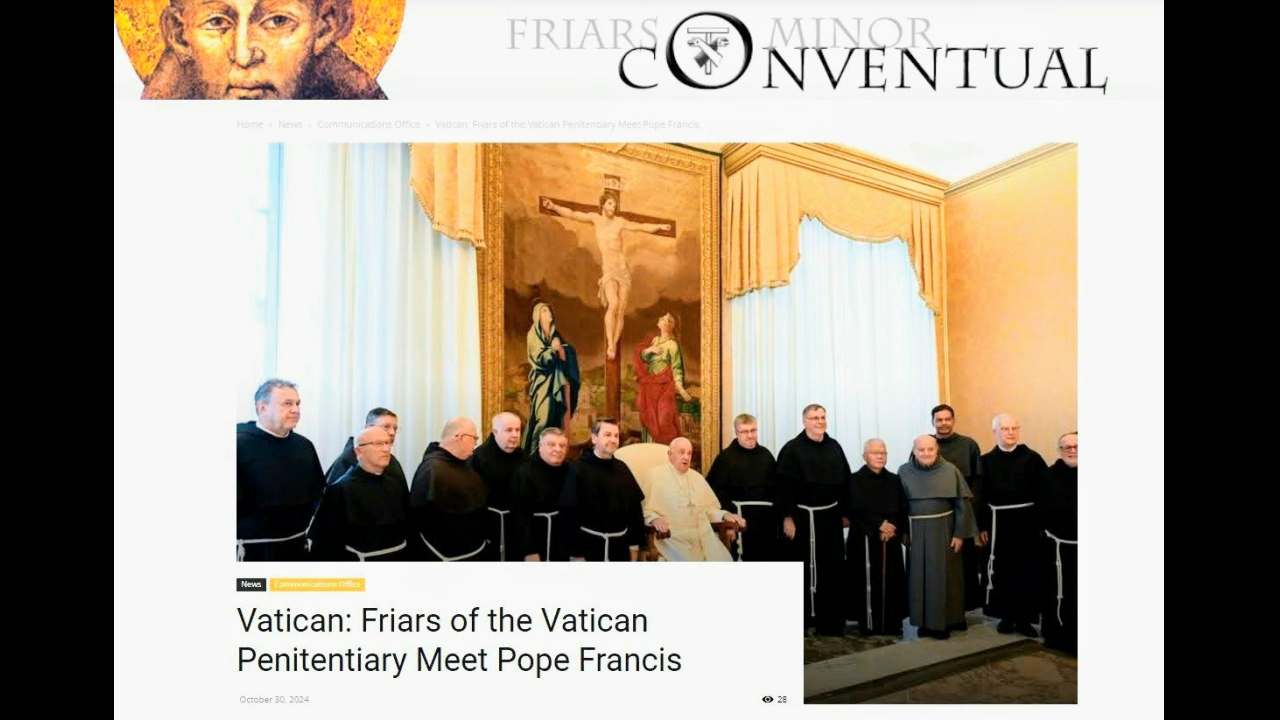 FRIARS MINOR
CONVENTUAL
Home › News › Communications Office › Vatican: Friars of the Vatican Penitentiary Meet Pope Francis
News Communications Office
Vatican: Friars of the Vatican
Penitentiary Meet Pope Francis
October 30, 2024 28